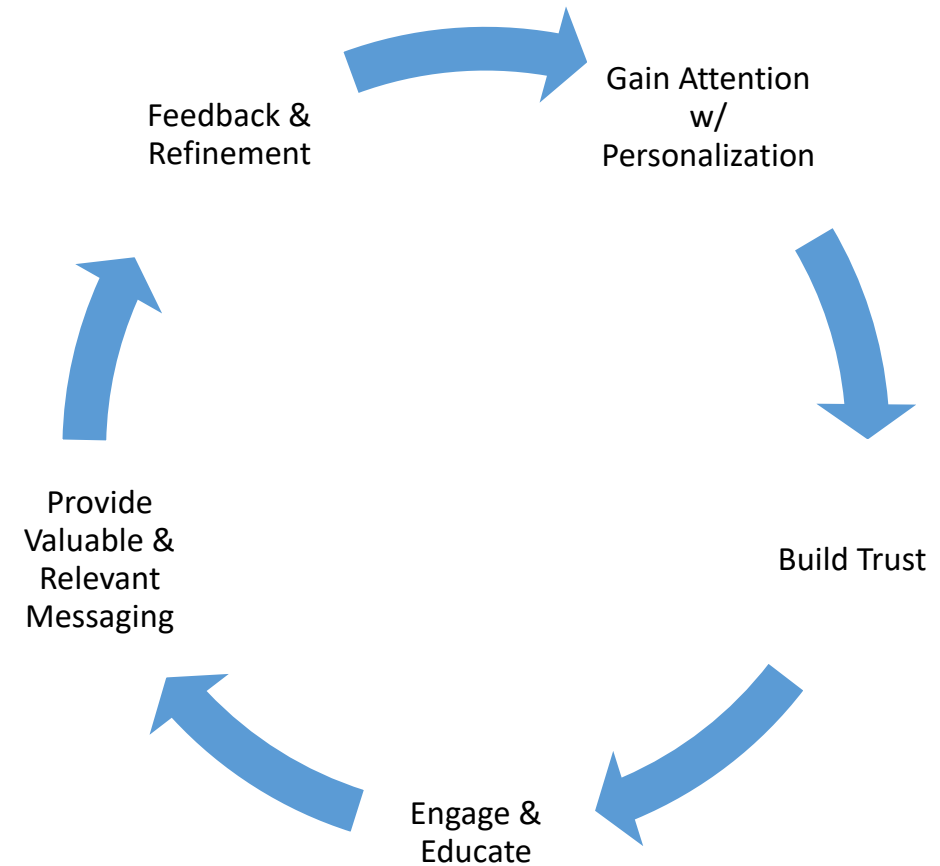 Feedback &
Refinement
Gain Attention
w/
Personalization
Build Trust
Engage &
Educate
Provide
Valuable &
Relevant
Messaging